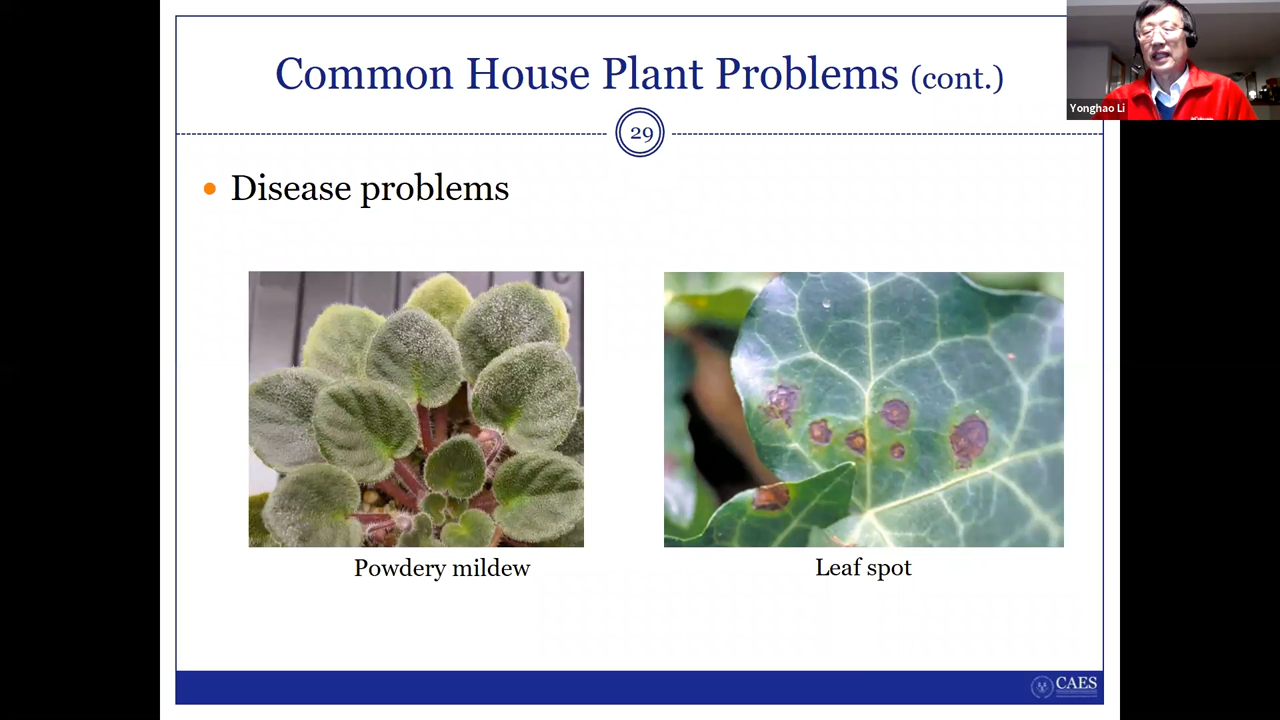 Common House Plant Problems (cont.)
Yonghao Li
29
• Disease problems
Powdery mildew
Leaf spot
CAES